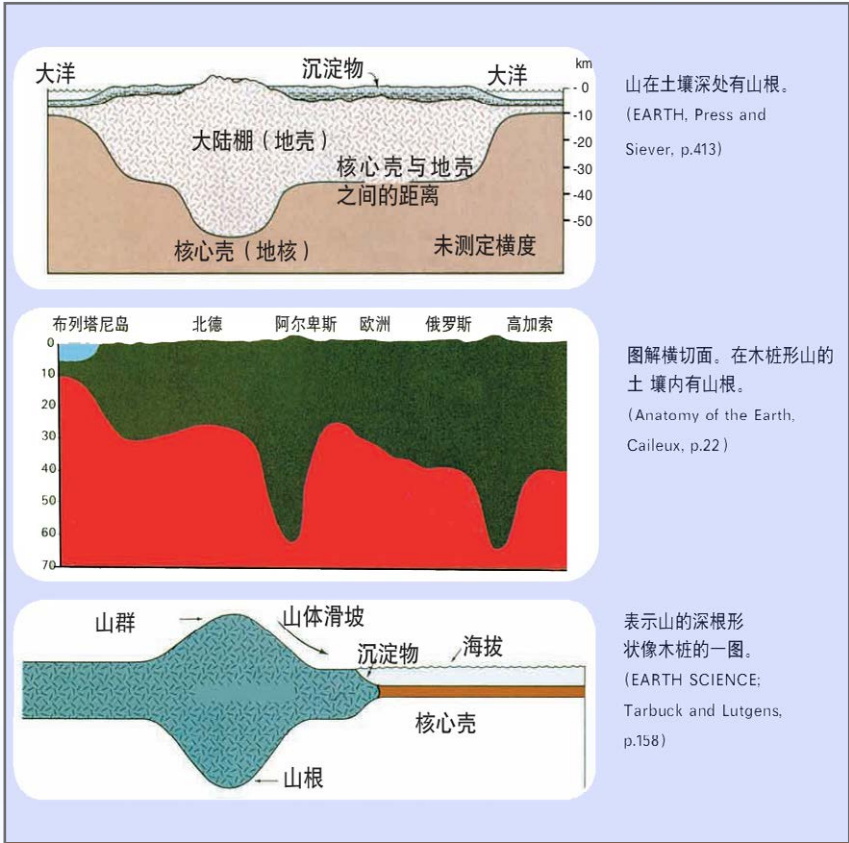 大洋
沉淀物
大洋
km
- 0
-10
-20
-30
-40
-50
大陆棚（地壳）
核心壳与地壳
之间的距离
核心壳（地核）
未测定横度
山在土壤深处有山根。
(EARTH, Press and
Siever, p.413)
布列塔尼岛 北德 阿尔卑斯 欧洲 俄罗斯 高加索
0
10
20
30
40
50
60
70
图解横切面。在木桩形山的
土 壤内有山根。
(Anatomy of the Earth,
Caileux, p.22 )
山群
山体滑坡
沉淀物
海拔
核心壳
山根
表示山的深根形
状像木桩的一图。
(EARTH SCIENCE;
Tarbuck and Lutgens,
p.158)